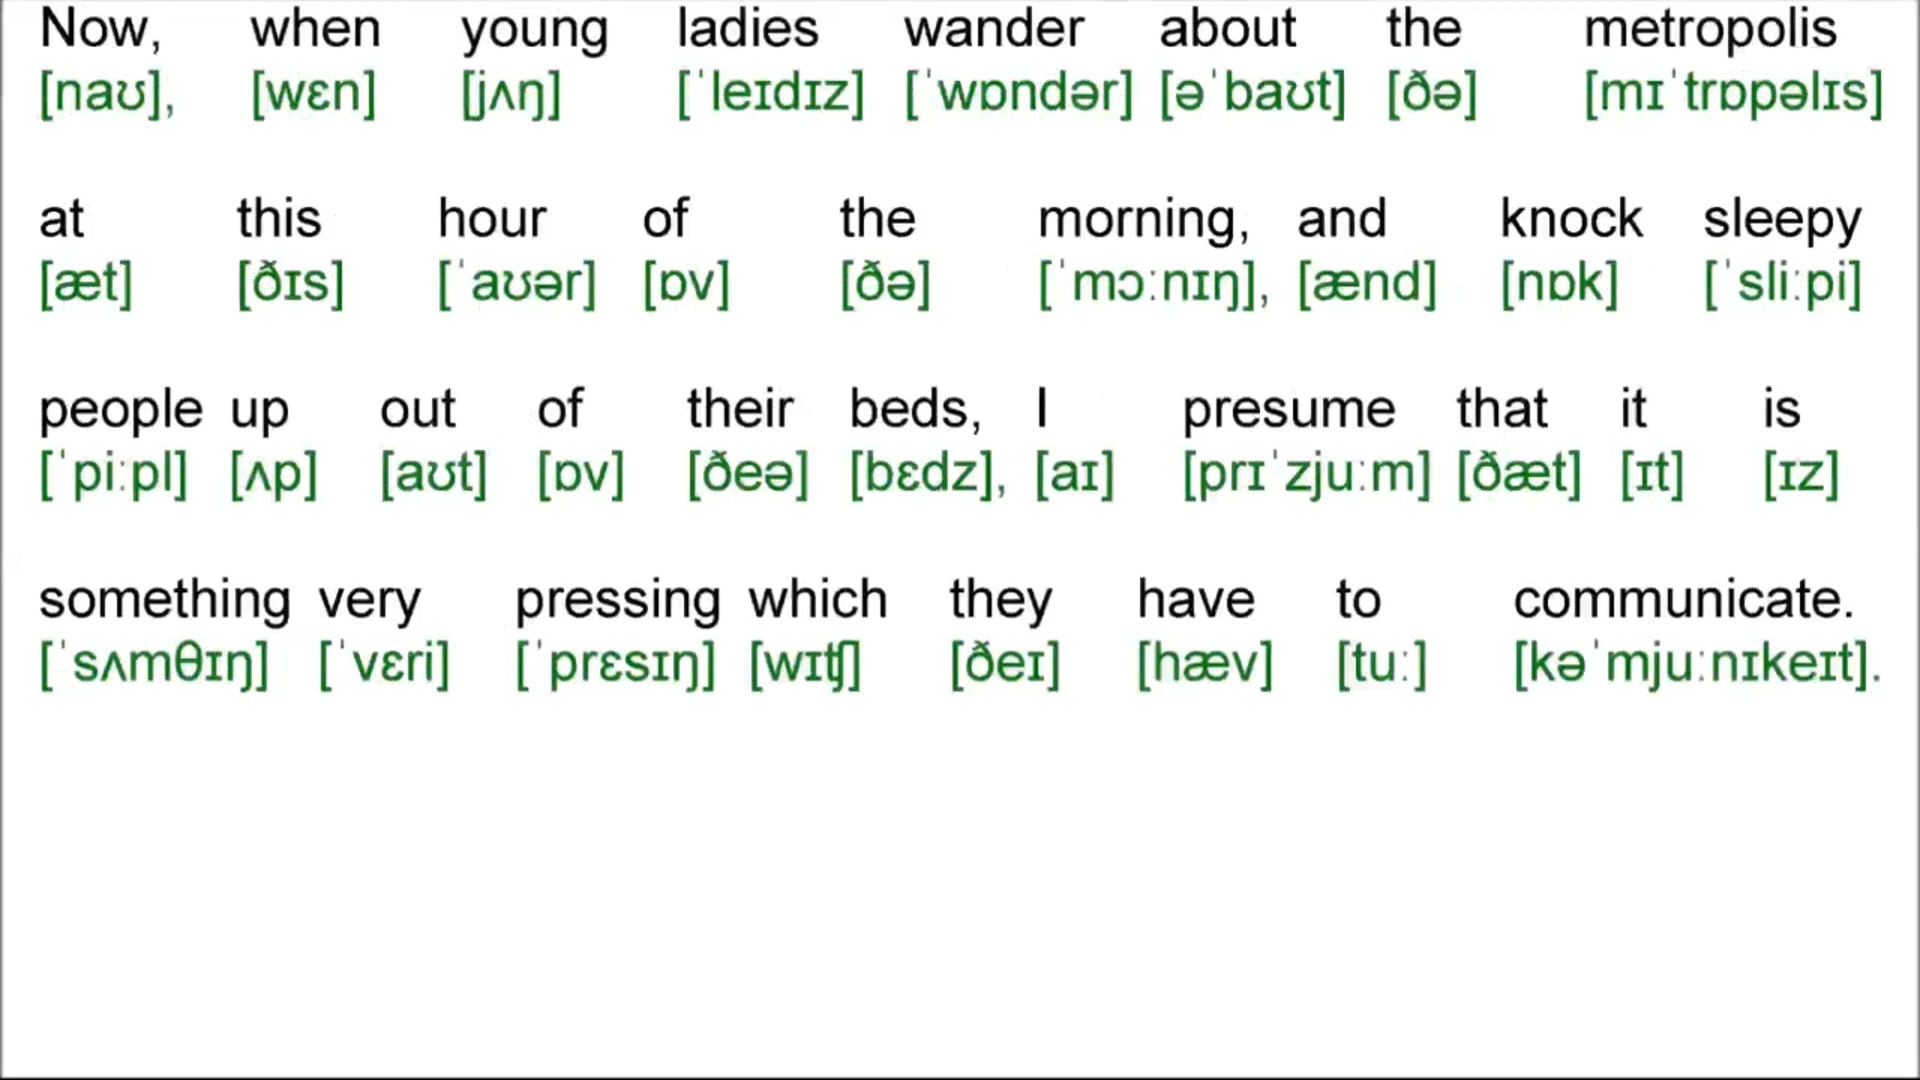 Now, when young ladies wander about the metropolis
[naʊ], [wɛn] [jʌŋ] [ˈleɪdɪz] [ˈwɒndər] [əˈbaʊt] [ðə] [mɪˈtrɒpəlɪs]
at this hour of the morning, and knock sleepy
[æt] [ðɪs] [ˈaʊər] [ɒv] [ðə] [ˈmɔːnɪŋ], [ænd] [nɒk] [ˈsliːpi]
people up out of their beds, I presume that it is
[ˈpiːpl] [ʌp] [aʊt] [ɒv] [ðeə] [bɛdz], [aɪ] [prɪˈzjuːm] [ðæt] [ɪt] [ɪz]
something very pressing which they have to communicate.
[ˈsʌmθɪŋ] [ˈvɛri] [ˈprɛsɪŋ] [wɪʧ] [ðeɪ] [hæv] [tuː] [kəˈmjuːnɪkeɪt].